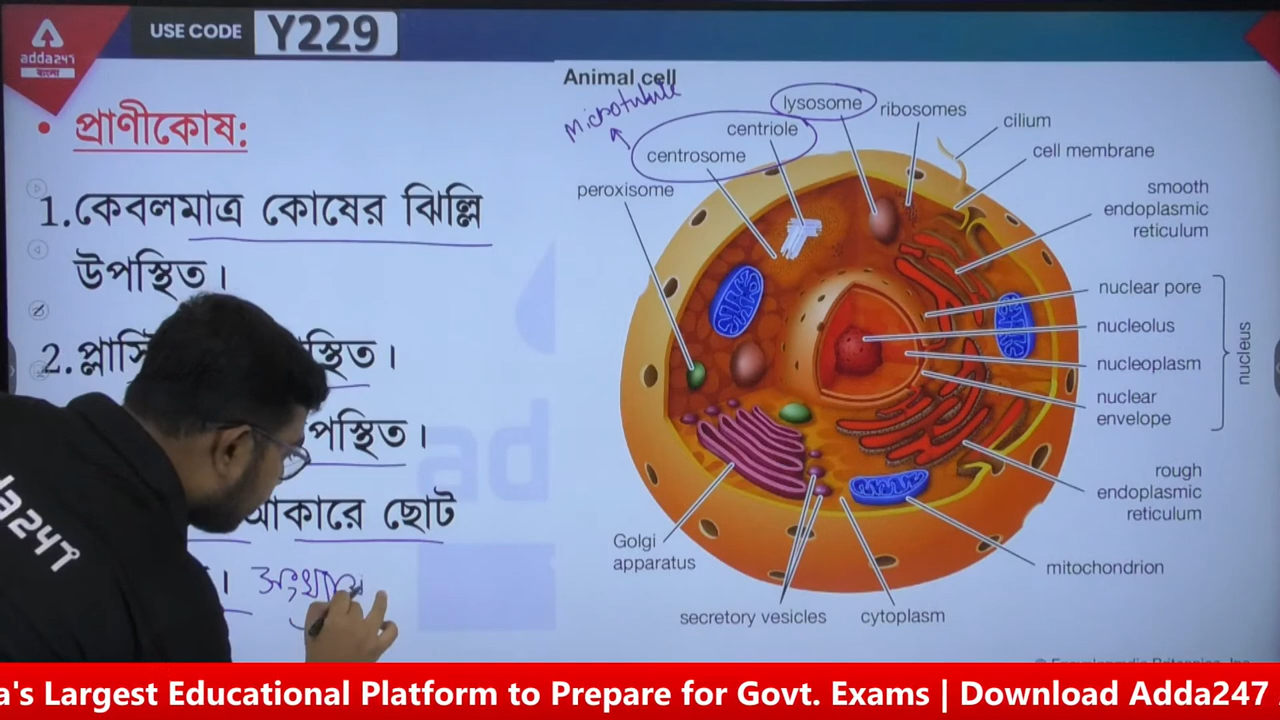 USE CODE Y229
adda247
বাংলা
• প্রাণীকোষ:
1.কেবলমাত্র কোষের ঝিল্লি
উপস্থিত।
2.
স্থিত।
পস্থিত।
আকারে ছোট
Animal cell
Microtubule
lysosome
ribosomes
centriole
centrosome
peroxisome
cilium
cell membrane
smooth
endoplasmic
reticulum
nuclear pore
nucleolus
nucleoplasm
nuclear
envelope
nucleus
rough
endoplasmic
reticulum
mitochondrion
Golgi
apparatus
secretory vesicles
cytoplasm
a247
a's Largest Educational Platform to Prepare for Govt. Exams | Download Adda247